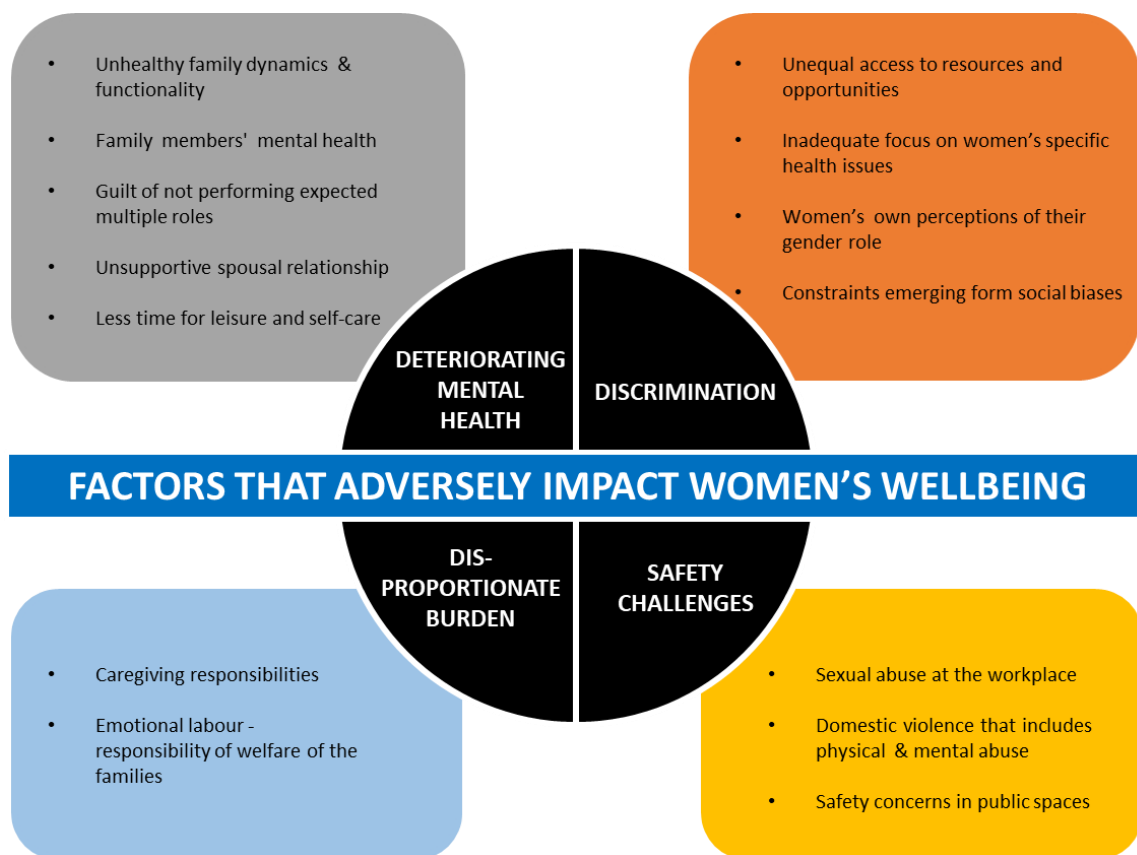 • Unhealthy family dynamics &
functionality
• Family members' mental health
• Guilt of not performing expected
multiple roles
• Unsupportive spousal relationship
• Less time for leisure and self-care
• Unequal access to resources and
opportunities
• Inadequate focus on women’s specific
health issues
• Women’s own perceptions of their
gender role
• Constraints emerging form social biases
DETERIORATING
MENTAL
HEALTH
DISCRIMINATION
FACTORS THAT ADVERSELY IMPACT WOMEN’S WELLBEING
DIS-
PROPORTIONATE
BURDEN
SAFETY
CHALLENGES
• Caregiving responsibilities
• Emotional labour -
responsibility of welfare of the
families
• Sexual abuse at the workplace
• Domestic violence that includes
physical & mental abuse
• Safety concerns in public spaces